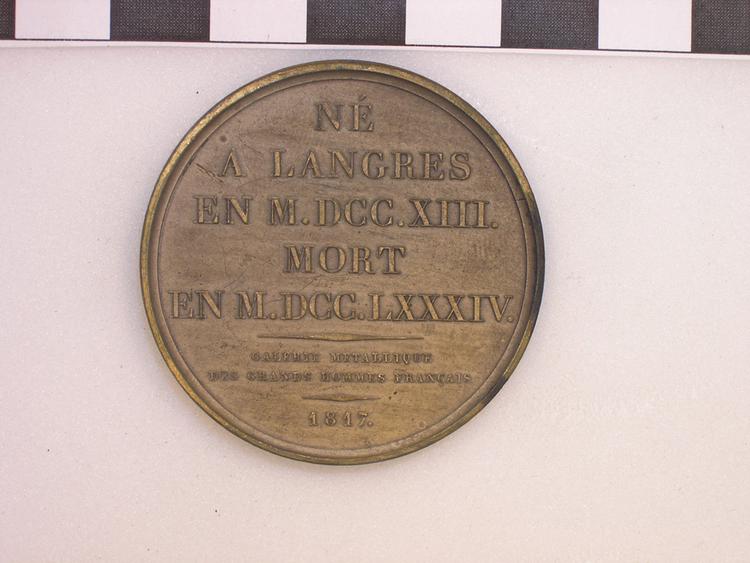 NÉ
A LANGRES
EN M.DCC.XIII.
MORT
EN M.DCC.LXXXIV.
GALERIE METALLIQUE
DES GRANDS HOMMES FRANÇAIS
1817.